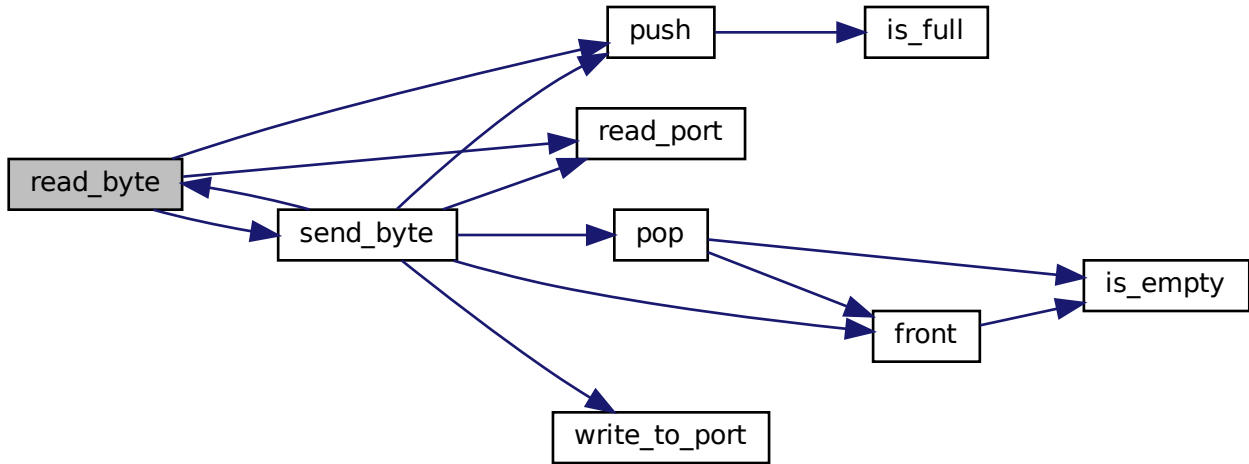 push
is_full
read_port
read_byte
send_byte
pop
is_empty
front
write_to_port